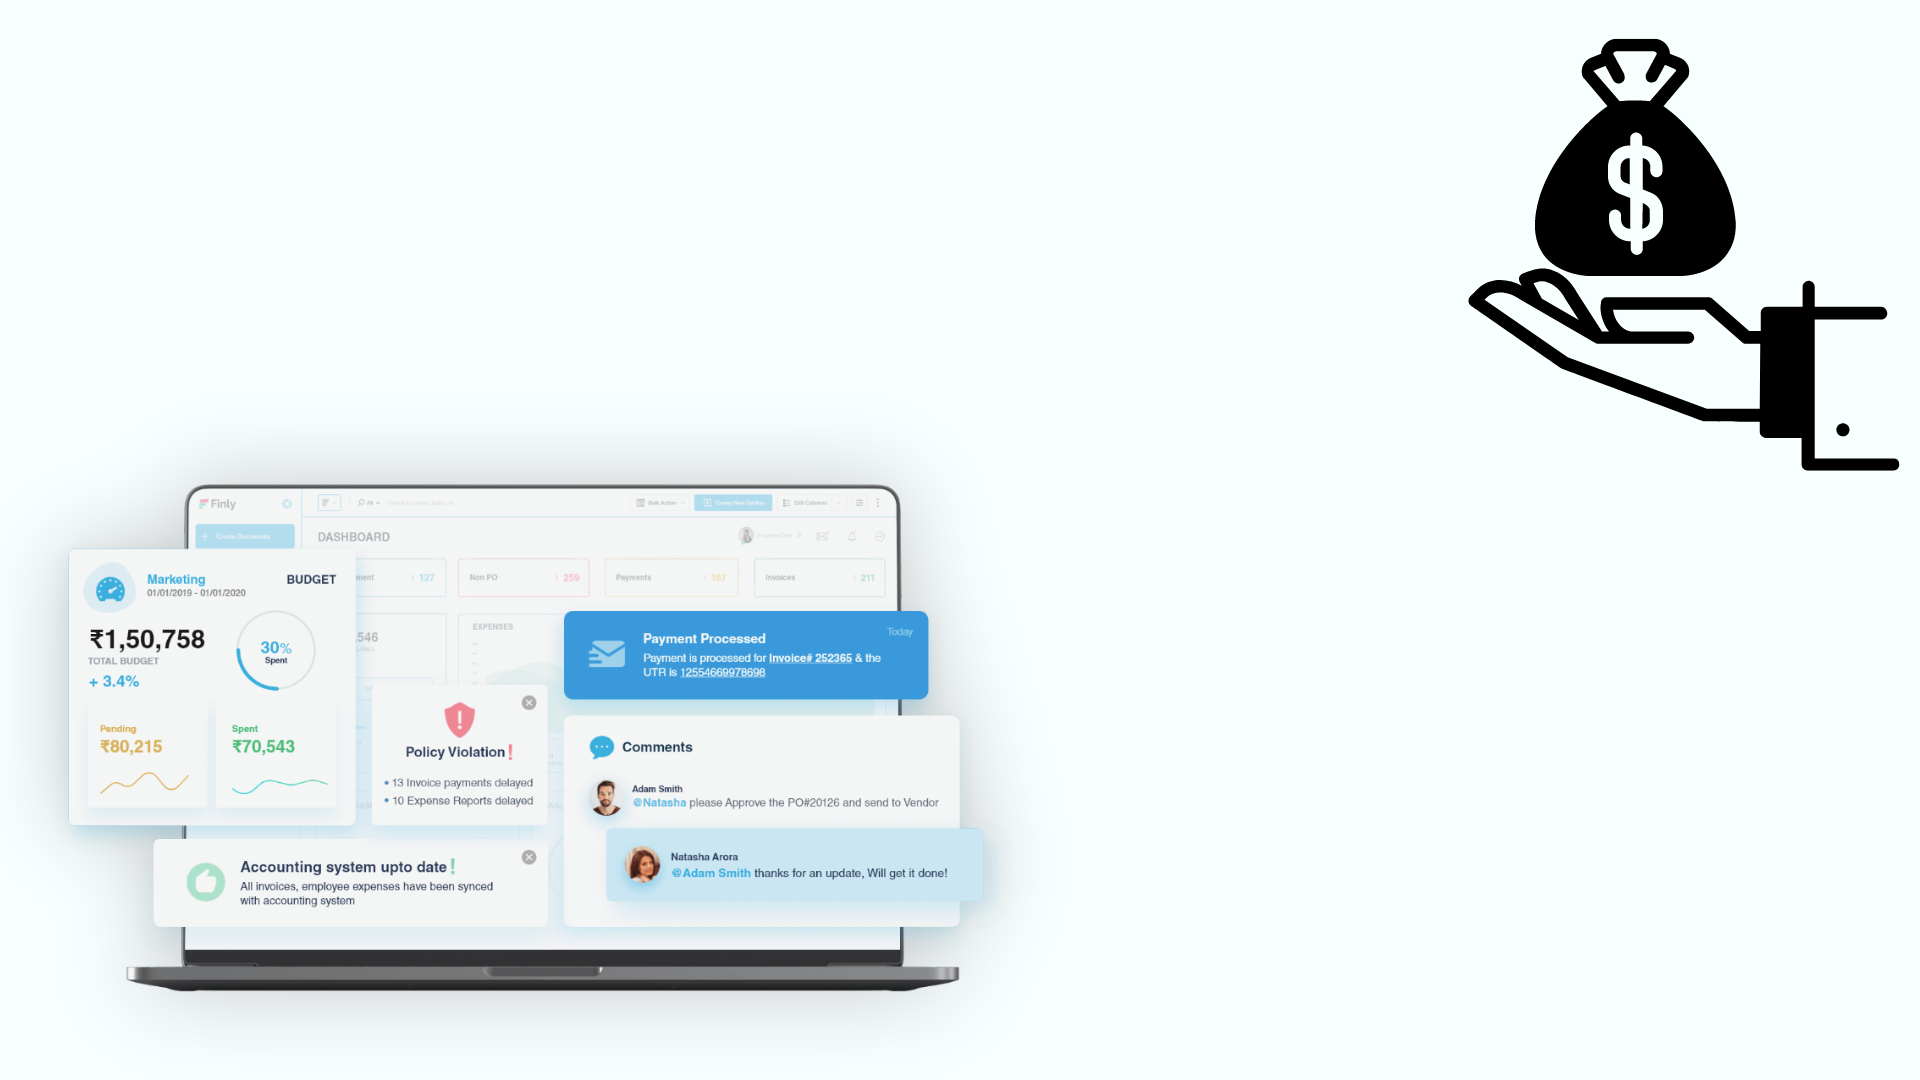 Finly
All
Bulk Action
Create New Button
Edit Columns
+ Create Documents
DASHBOARD
ment | 127
Non PO | 259
Payments | 167
Invoices | 211
Marketing
BUDGET
01/01/2019 - 01/01/2020
₹1,50,758
TOTAL BUDGET
+ 3.4%
30%
Spent
Pending
₹80,215
Spent
₹70,543
.546
EXPENSES
Payment Processed
Today
Payment is processed for Invoice# 252365 & the
UTR is 12554669978698
Policy Violation!
• 13 Invoice payments delayed
• 10 Expense Reports delayed
Comments
Adam Smith
@Natasha please Approve the PO#20126 and send to Vendor
Natasha Arora
@Adam Smith thanks for an update, Will get it done!
Accounting system upto date!
All invoices, employee expenses have been synced
with accounting system
$